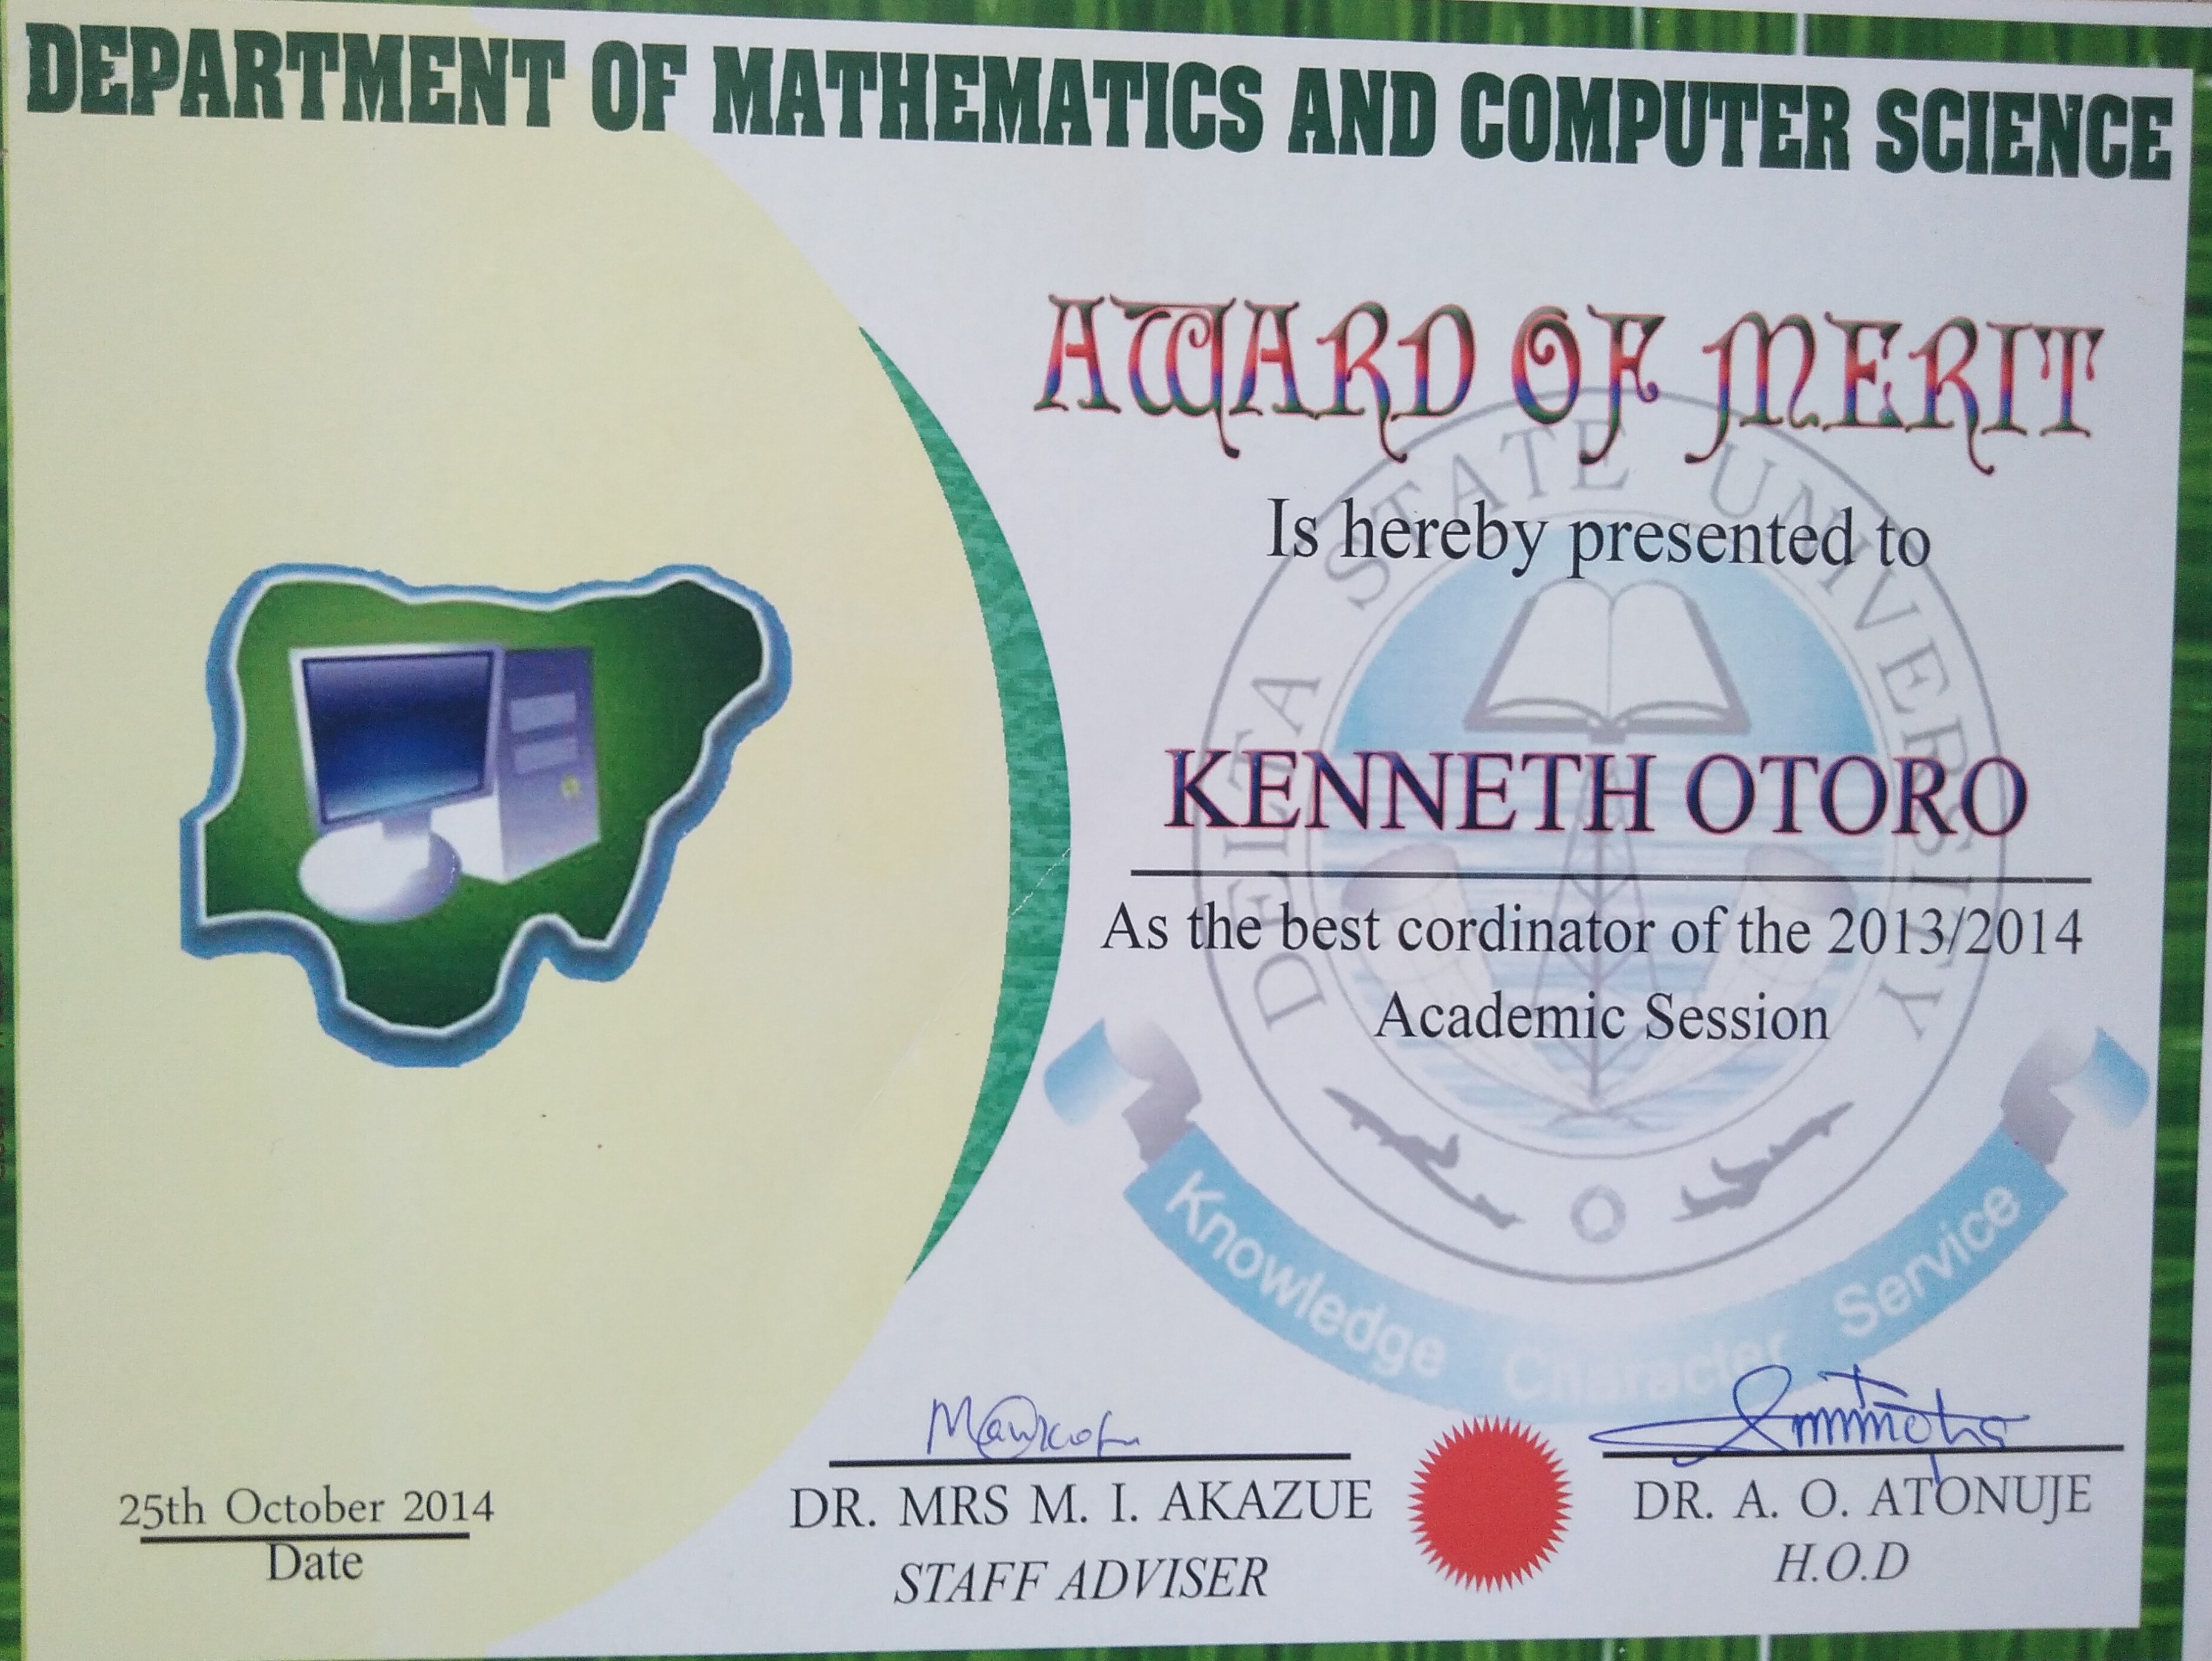 DEPARTMENT OF MATHEMATICS AND COMPUTER SCIENCE
AWARD OF MERIT
Is hereby presented to
KENNETH OTORO
As the best cordinator of the 2013/2014
Academic Session
DELTA STATE UNIVERSITY
Knowledge Character Service
25th October 2014
Date
DR. MRS M. I. AKAZUE
STAFF ADVISER
DR. A. O. ATONUJE
H.O.D